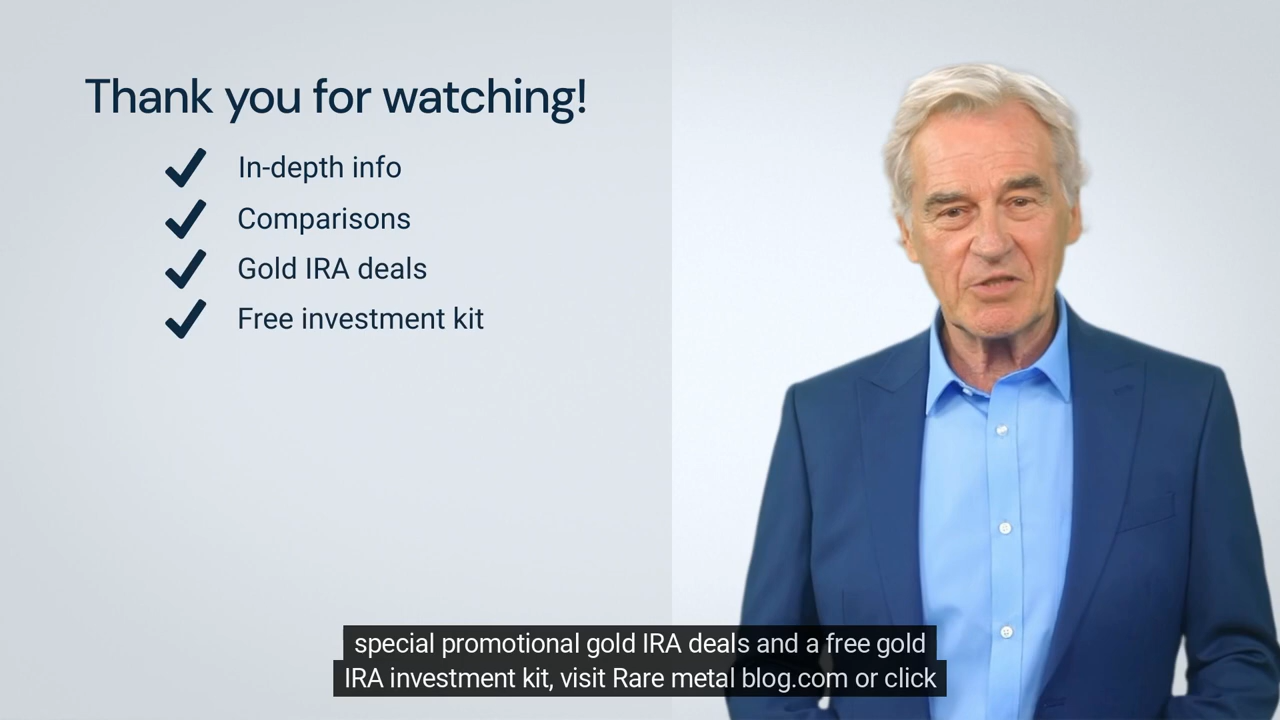 Thank you for watching!
In-depth info
Comparisons
Gold IRA deals
Free investment kit
special promotional gold IRA deals and a free gold
IRA investment kit, visit Rare metal blog.com or click